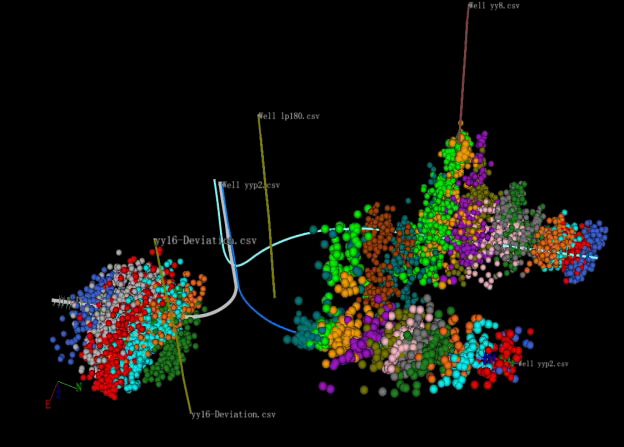 Well yy8.csv
Well lp180.csv
Well yyp2.csv
yy16-Deviation.csv
N
E
Well yyp2.csv
yy16-Deviation.csv